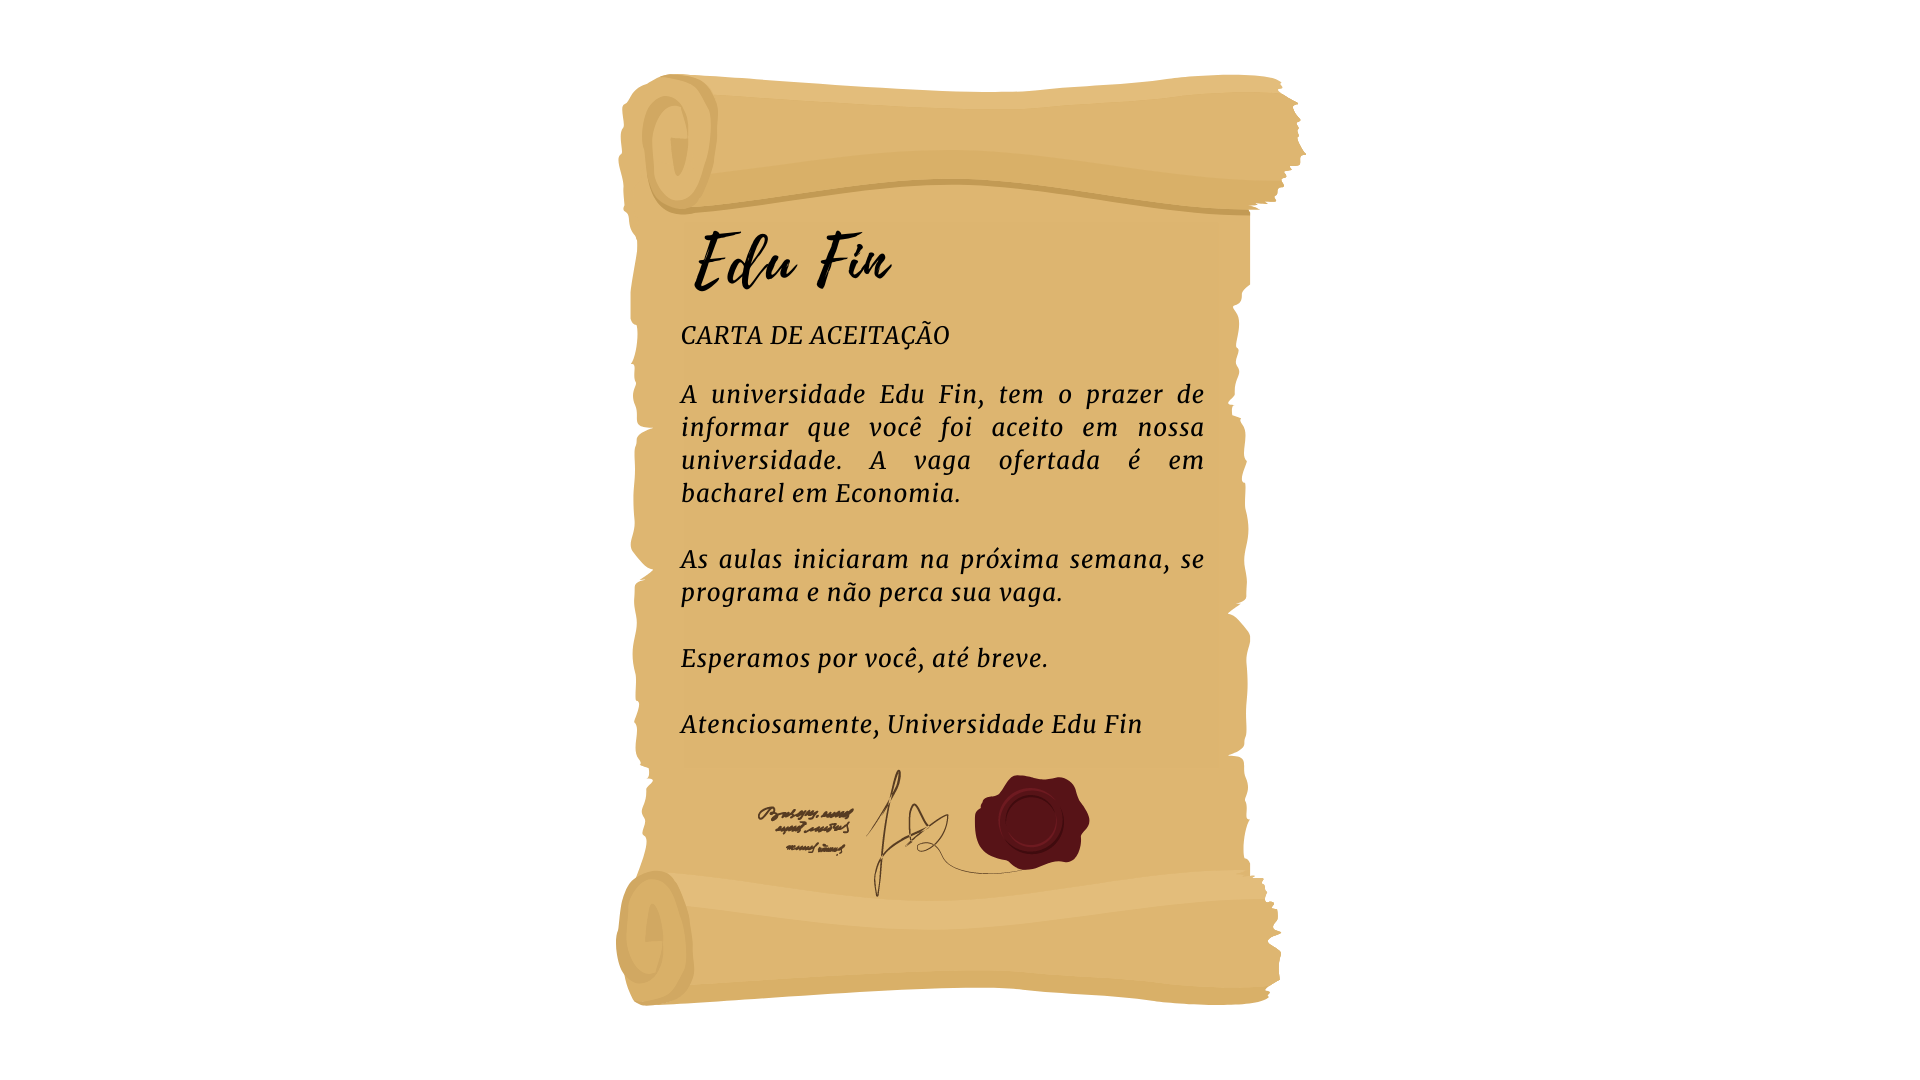 Edu Fin
CARTA DE ACEITAÇÃO
A universidade Edu Fin, tem o prazer de
informar que você foi aceito em nossa
universidade. A vaga ofertada é em
bacharel em Economia.
As aulas iniciaram na próxima semana, se
programa e não perca sua vaga.
Esperamos por você, até breve.
Atenciosamente, Universidade Edu Fin